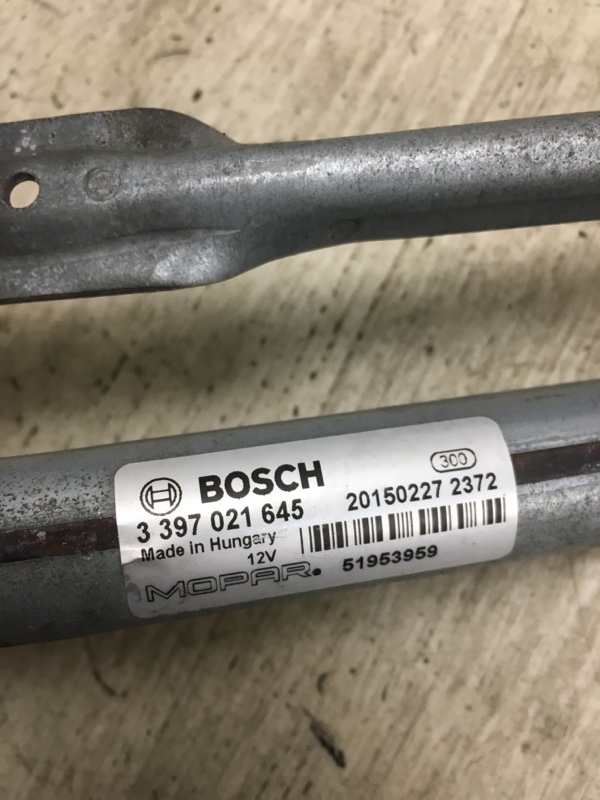 BOSCH
300
3 397 021 645
20150227 2372
Made in Hungary
12V
MOPAR.
51953959